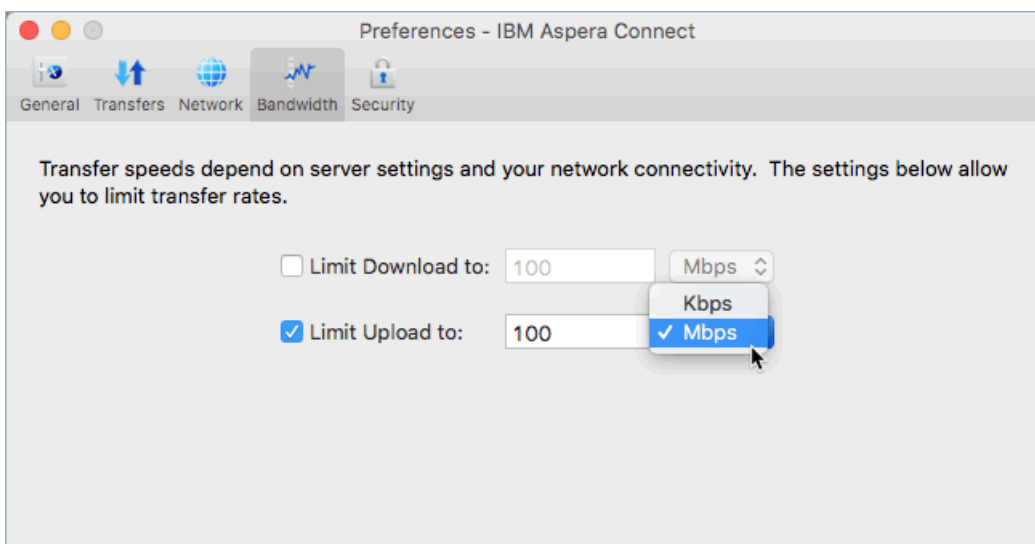 Preferences - IBM Aspera Connect
General Transfers Network Bandwidth Security
Transfer speeds depend on server settings and your network connectivity.  The settings below allow
you to limit transfer rates.
Limit Download to: 100 Mbps
Kbps
Limit Upload to: 100 Mbps